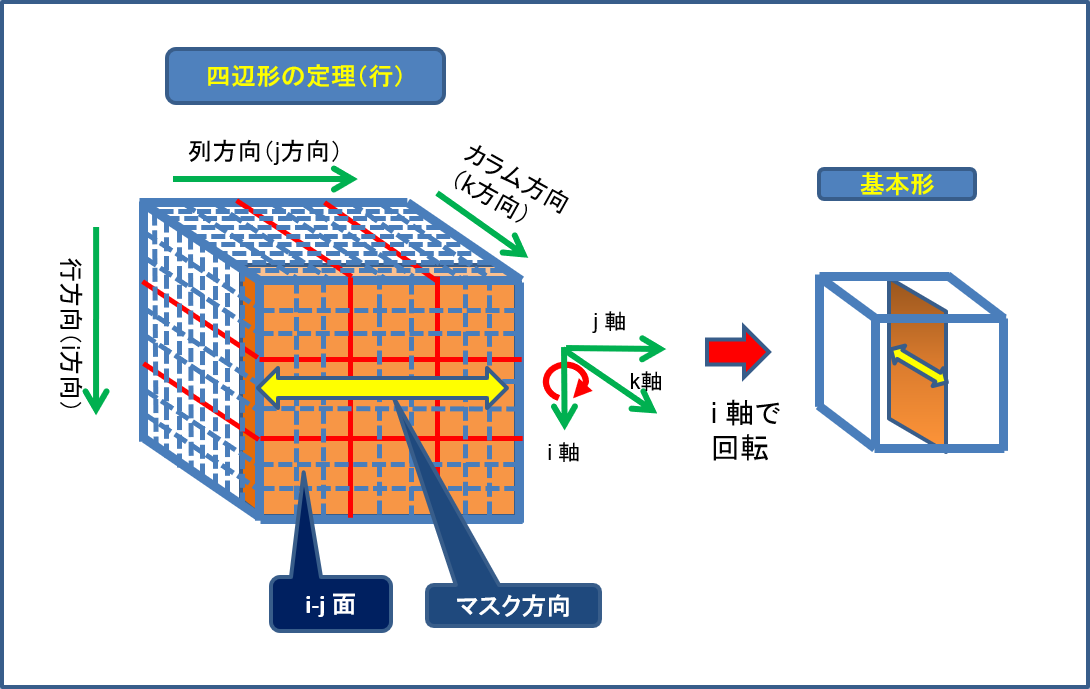 四辺形の定理(行)
列方向(j方向)
カラム方向
(k方向)
基本形
行方向(i方向)
j 軸
k軸
i 軸
i 軸で
回転
i-j 面
マスク方向